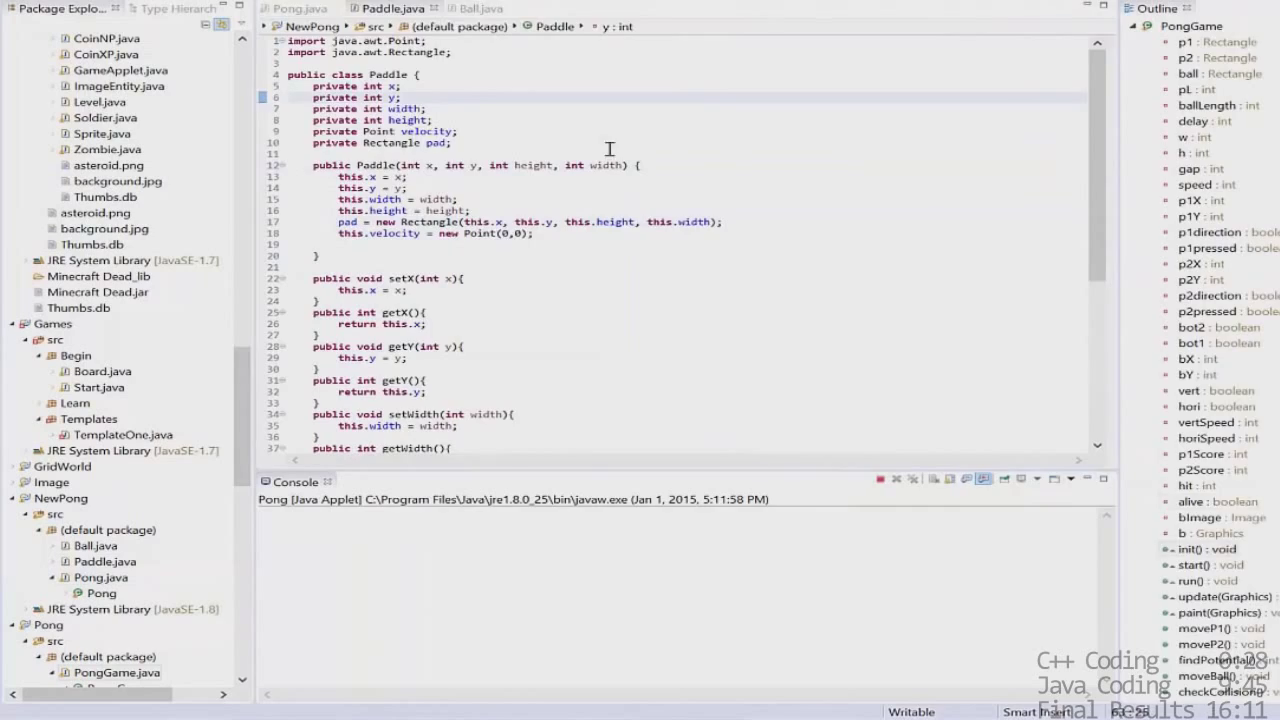 Package Explo...
Type Hierarch
CoinNP.java
CoinXP.java
GameApplet.java
ImageEntity.java
Level.java
Soldier.java
Sprite.java
Zombie.java
asteroid.png
background.jpg
Thumbs.db
asteroid.png
background.jpg
Thumbs.db
JRE System Library [JavaSE-1.7]
Minecraft Dead_lib
Minecraft Dead.jar
Thumbs.db
Games
src
Begin
Board.java
Start.java
Learn
Templates
TemplateOne.java
JRE System Library [JavaSE-1.7]
GridWorld
Image
NewPong
src
(default package)
Ball.java
Paddle.java
Pong.java
Pong
JRE System Library [JavaSE-1.8]
Pong
src
(default package)
PongGame.java
Pong.java
Paddle.java
Ball.java
NewPong src (default package) Paddle y : int
1 import java.awt.Point;
2 import java.awt.Rectangle;
3
4 public class Paddle {
5 private int x;
6 private int y;
7 private int width;
8 private int height;
9 private Point velocity;
10 private Rectangle pad;
11
12 public Paddle(int x, int y, int height, int width) {
13 this.x = x;
14 this.y = y;
15 this.width = width;
16 this.height = height;
17 pad = new Rectangle(this.x, this.y, this.height, this.width);
18 this.velocity = new Point(0,0);
19
20 }
21
22 public void setX(int x){
23 this.x = x;
24 }
25 public int getX(){
26 return this.x;
27 }
28 public void getY(int y){
29 this.y = y;
30 }
31 public int getY(){
32 return this.y;
33 }
34 public void setWidth(int width){
35 this.width = width;
36 }
37 public int getWidth(){
Console
Pong [Java Applet] C:\Program Files\Java\jre1.8.0_25\bin\javaw.exe (Jan 1, 2015, 5:11:58 PM)
Outline
PongGame
p1 : Rectangle
p2 : Rectangle
ball : Rectangle
pL : int
ballLength : int
delay : int
w : int
h : int
gap : int
speed : int
p1X : int
p1Y : int
p1direction : boolean
p1pressed : boolean
p2X : int
p2Y : int
p2direction : boolean
p2pressed : boolean
bot2 : boolean
bot1 : boolean
bX : int
bY : int
vert : boolean
hori : boolean
vertSpeed : int
horiSpeed : int
p1Score : int
p2Score : int
hit : int
alive : boolean
bImage : Image
b : Graphics
init() : void
start() : void
run() : void
update(Graphics)
paint(Graphics)
moveP1() : void
moveP2() : void
findPotential() :
moveBall() : void
checkCollision()
C++ Coding 0:28
Java Coding 9:45
Final Results 16:11
Writable
Smart Insert